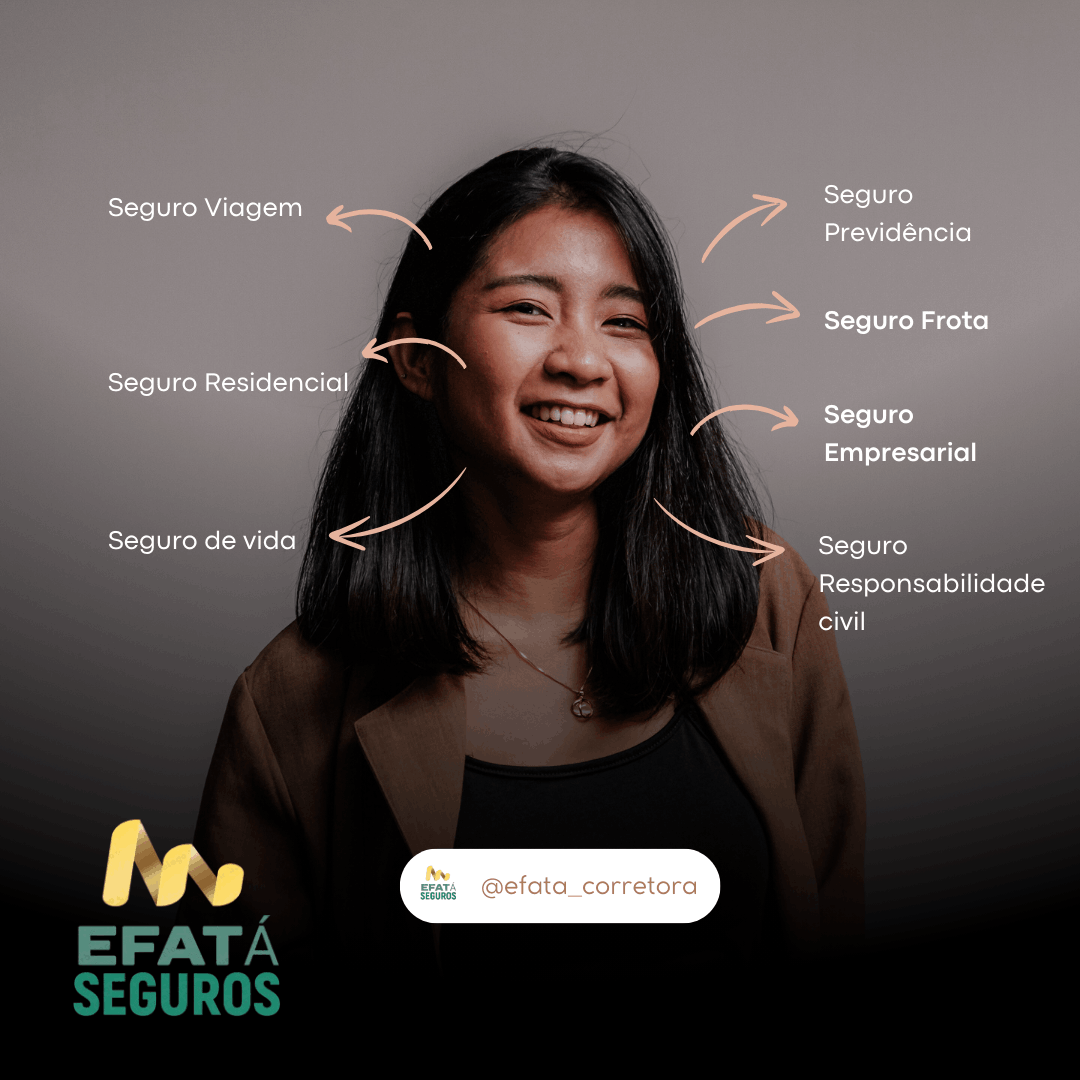 Seguro Viagem
Seguro Residencial
Seguro de vida
Seguro
Previdência
Seguro Frota
Seguro
Empresarial
Seguro
Responsabilidade
civil
EFATÁ
SEGUROS
@efata_corretora
EFATÁ
SEGUROS